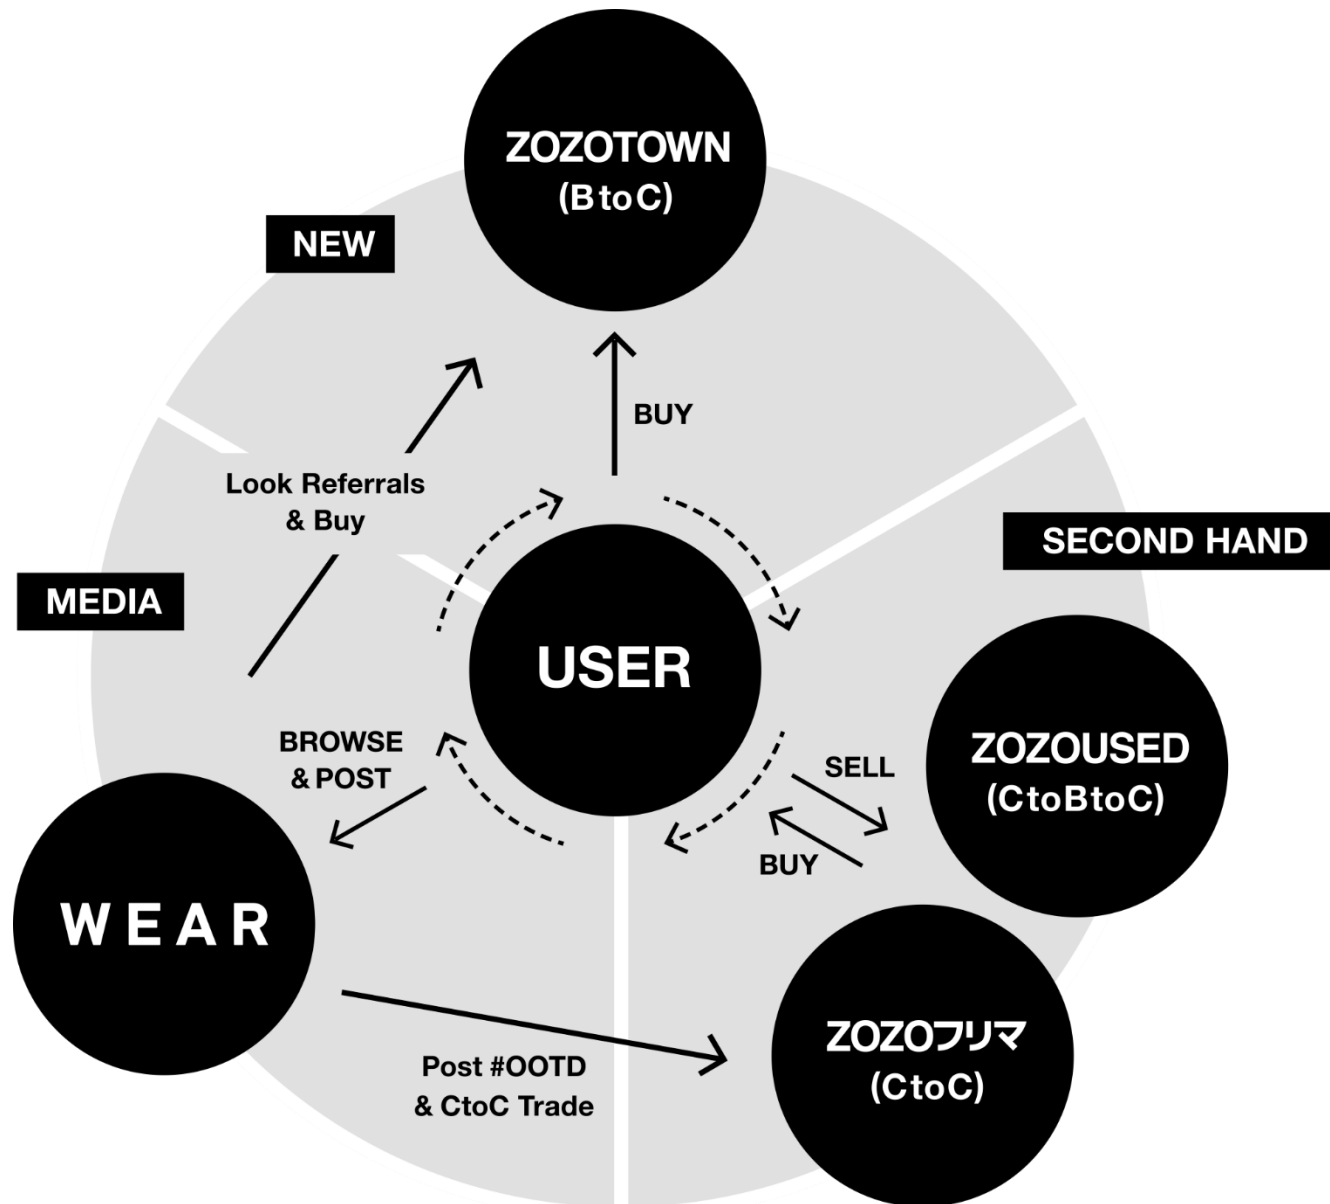 ZOZOTOWN
(BtoC)
NEW
BUY
Look Referrals
& Buy
SECOND HAND
MEDIA
USER
BROWSE
& POST
SELL
BUY
ZOZOUSED
(CtoBtoC)
WEAR
ZOZOフリマ
(CtoC)
Post #OOTD
& CtoC Trade